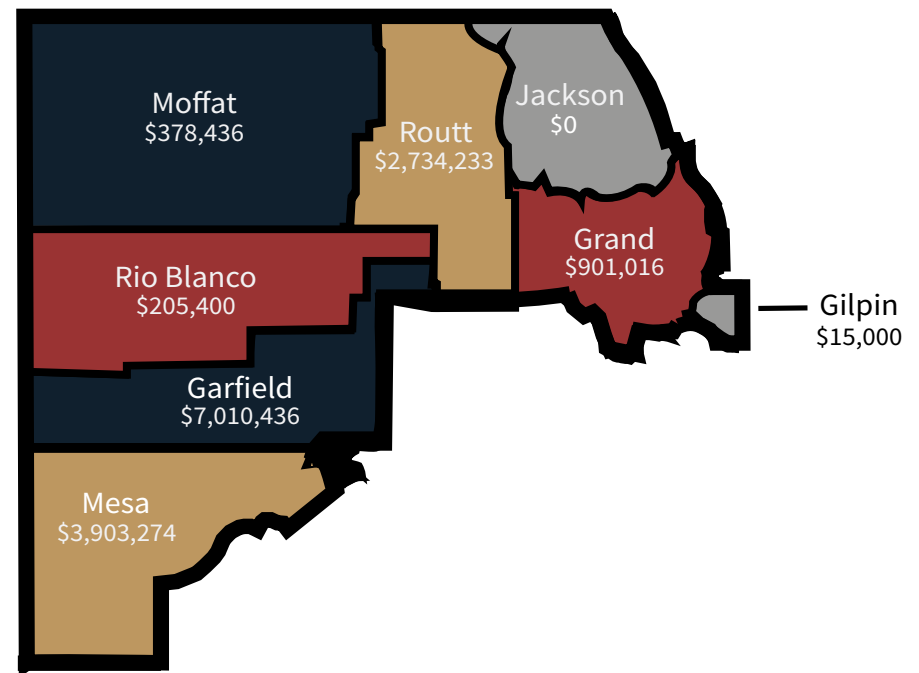 Moffat
$378,436
Routt
$2,734,233
Jackson
$0
Rio Blanco
$205,400
Grand
$901,016
Gilpin
$15,000
Garfield
$7,010,436
Mesa
$3,903,274